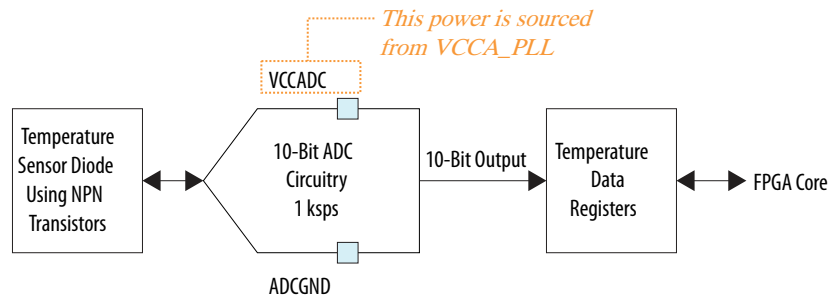 This power is sourced
from VCCA_PLL
VCCADC
Temperature
Sensor Diode
Using NPN
Transistors
10-Bit ADC
Circuitry
1 ksps
10-Bit Output
Temperature
Data
Registers
FPGA Core
ADCGND